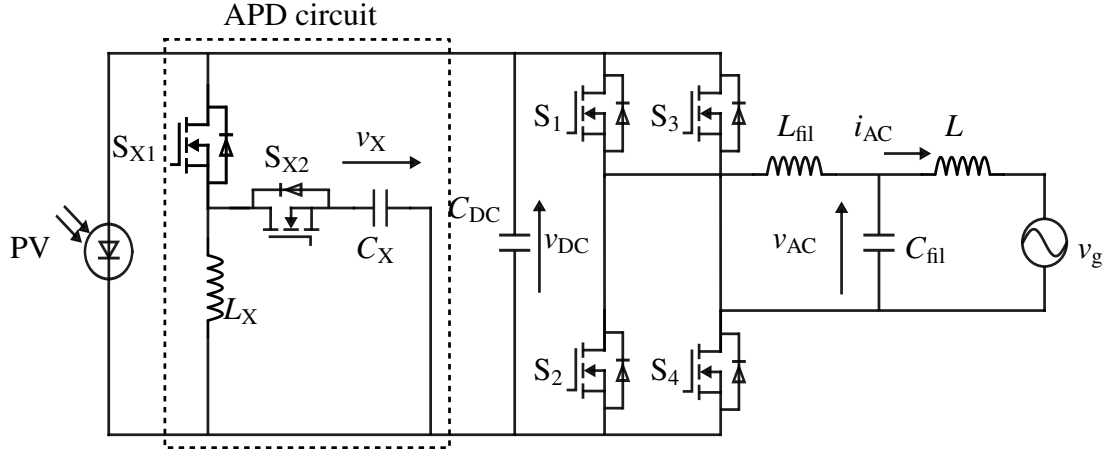 APD circuit
S1
S3
SX1
SX2
vX
Lfil
iAC
L
PV
CX
CDC
vDC
vAC
Cfil
vg
LX
S2
S4